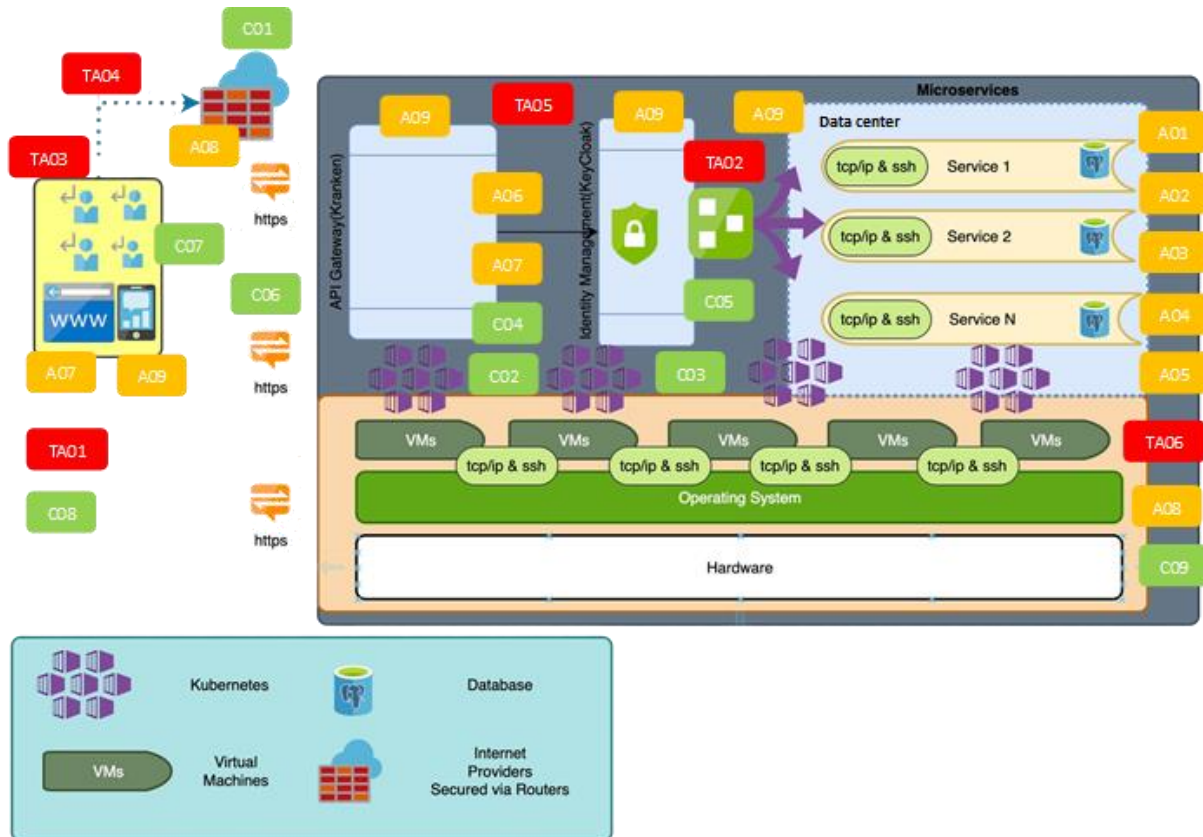 C01
TA04
A08
TA03
https
C07
C06
WWW
https
A07
A09
TA01
C08
https
Microservices
A09
TA05
A09
A09
Data center
A01
TA02
tcp/ip & ssh
Service 1
A06
A02
API Gateway(Kranken)
Identity Management(KeyCloak)
tcp/ip & ssh
Service 2
A07
A03
C05
C04
tcp/ip & ssh
Service N
A04
C02
C03
A05
VMs
VMs
VMs
VMs
VMs
TA06
tcp/ip & ssh
tcp/ip & ssh
tcp/ip & ssh
tcp/ip & ssh
Operating System
A08
Hardware
C09
Kubernetes
Database
VMs
Virtual
Machines
Internet
Providers
Secured via Routers